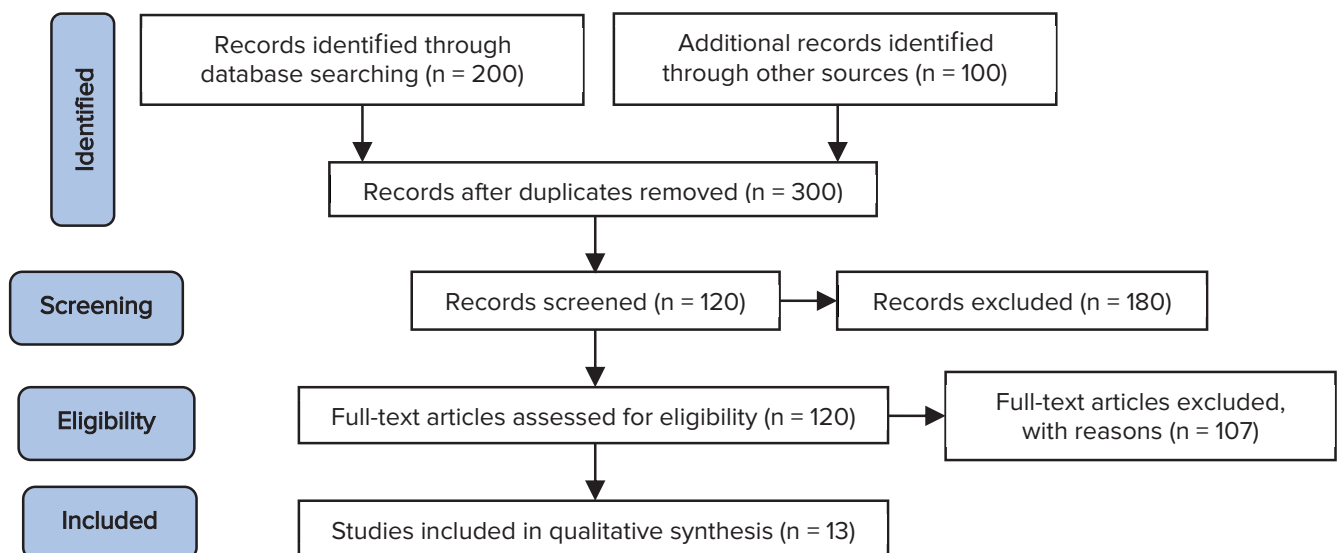 Identified
Records identified through
database searching (n = 200)
Additional records identified
through other sources (n = 100)
Records after duplicates removed (n = 300)
Screening
Records screened (n = 120)
Records excluded (n = 180)
Eligibility
Full-text articles assessed for eligibility (n = 120)
Full-text articles excluded,
with reasons (n = 107)
Included
Studies included in qualitative synthesis (n = 13)